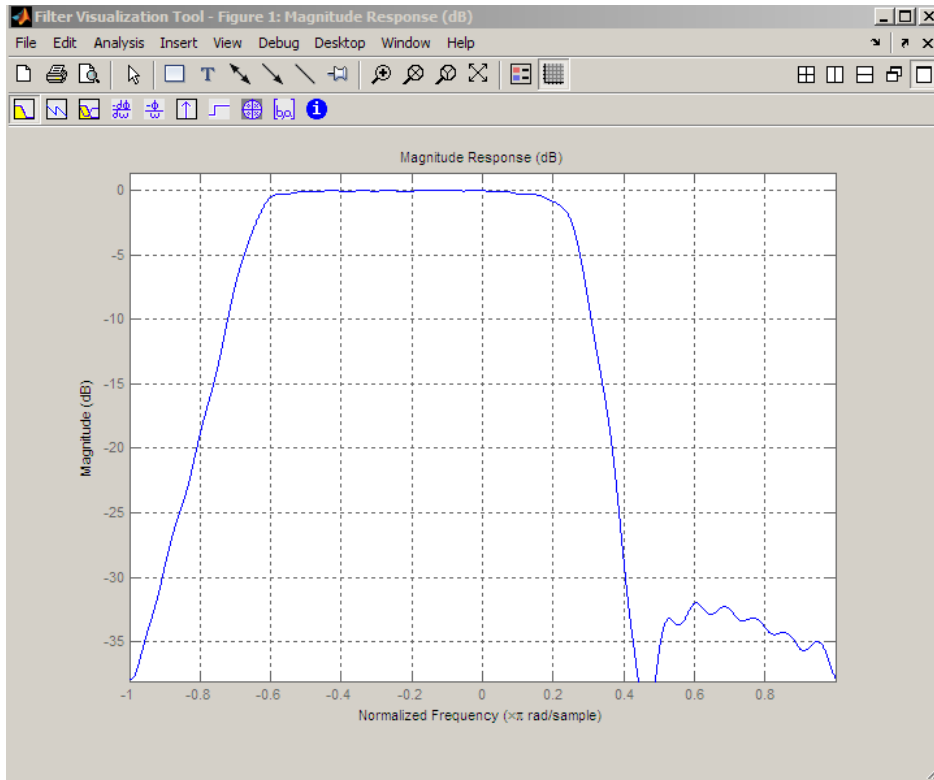 Filter Visualization Tool - Figure 1: Magnitude Response (dB)
File Edit Analysis Insert View Debug Desktop Window Help
T
-dϕ
dω
-ϕ
ω
[b,a]
i
Magnitude Response (dB)
0
-5
-10
-15
-20
-25
-30
-35
Magnitude (dB)
-1 -0.8 -0.6 -0.4 -0.2 0 0.2 0.4 0.6 0.8
Normalized Frequency (×π rad/sample)